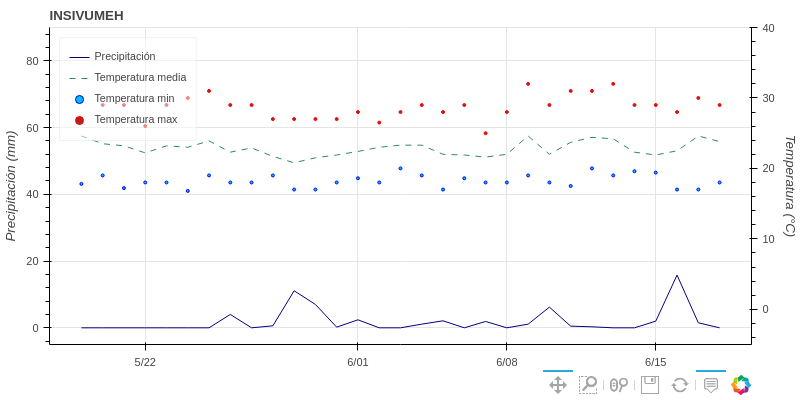 INSIVUMEH
Precipitación
Temperatura media
Temperatura min
Temperatura max
Precipitación (mm)
80
60
40
20
0
Temperatura (°C)
40
30
20
10
0
5/22
6/01
6/08
6/15